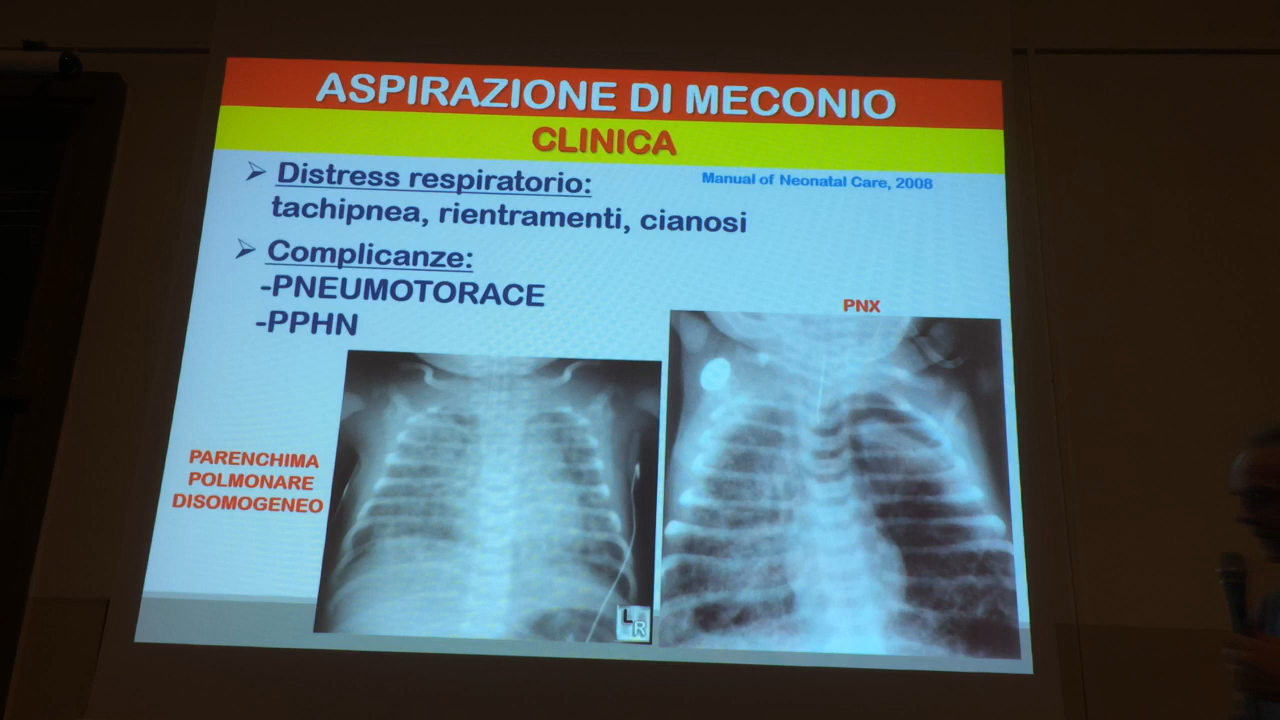 ASPIRAZIONE DI MECONIO
CLINICA
Manual of Neonatal Care, 2008
➢ Distress respiratorio:
tachipnea, rientramenti, cianosi
➢ Complicanze:
-PNEUMOTORACE
-PPHN
PNX
PARENCHIMA
POLMONARE
DISOMOGENEO
L
R